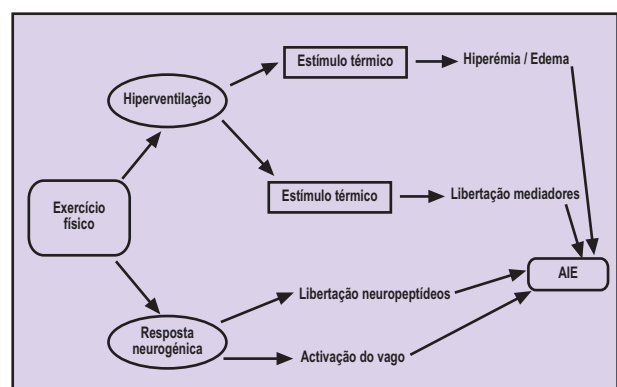 Estímulo térmico
Hiperémia / Edema
Hiperventilação
Estímulo térmico
Libertação mediadores
Exercício
físico
AIE
Libertação neuropeptídeos
Resposta
neurogénica
Activação do vago